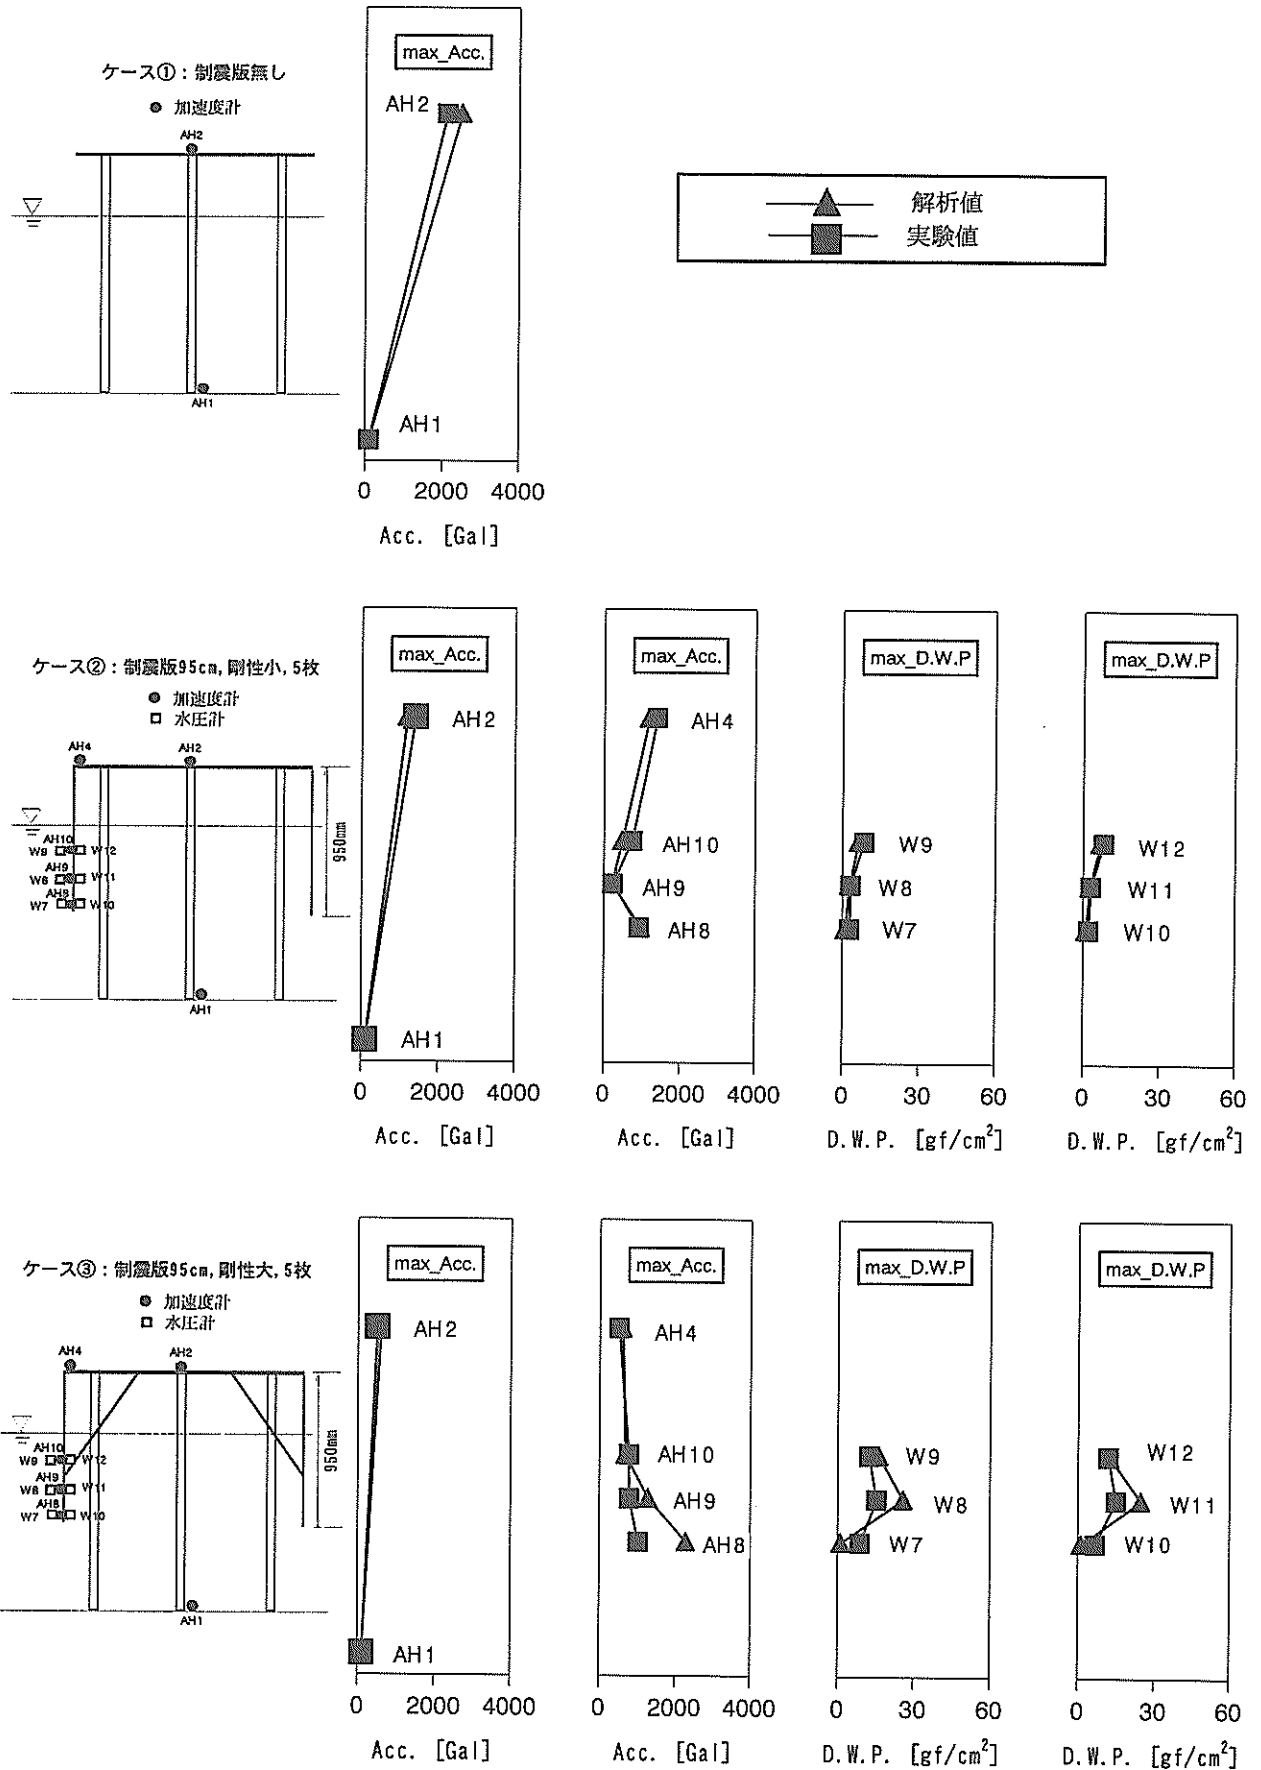 max_Acc.
ケース①：制震版無し
● 加速度計
AH2
AH2
AH1
AH1
0 2000 4000
Acc. [Gal]
解析値
実験値
ケース②：制震版95cm, 剛性小, 5枚
● 加速度計
□ 水圧計
AH4 AH2
AH10
W9 W12
AH9
W8 W11
AH8
W7 W10
950mm
AH1
max_Acc.
AH2
AH1
0 2000 4000
Acc. [Gal]
max_Acc.
AH4
AH10
AH9
AH8
0 2000 4000
Acc. [Gal]
max_D.W.P
W9
W8
W7
0 30 60
D.W.P. [gf/cm²]
max_D.W.P
W12
W11
W10
0 30 60
D.W.P. [gf/cm²]
ケース③：制震版95cm, 剛性大, 5枚
● 加速度計
□ 水圧計
AH4 AH2
AH10
W9 W12
AH9
W8 W11
AH8
W7 W10
950mm
AH1
max_Acc.
AH2
AH1
0 2000 4000
Acc. [Gal]
max_Acc.
AH4
AH10
AH9
AH8
0 2000 4000
Acc. [Gal]
max_D.W.P
W9
W8
W7
0 30 60
D.W.P. [gf/cm²]
max_D.W.P
W12
W11
W10
0 30 60
D.W.P. [gf/cm²]